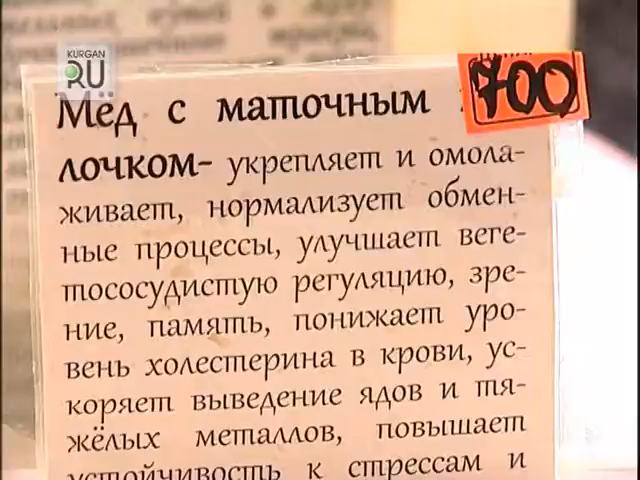 KURGAN
RU
700
Мёд с маточным
лочком- укрепляет и омола-
живает, нормализует обмен-
ные процессы, улучшает веге-
тососудистую регуляцию, зре-
ние, память, понижает уро-
вень холестерина в крови, ус-
коряет выведение ядов и тя-
жёлых металлов, повышает
устойчивость к стрессам и